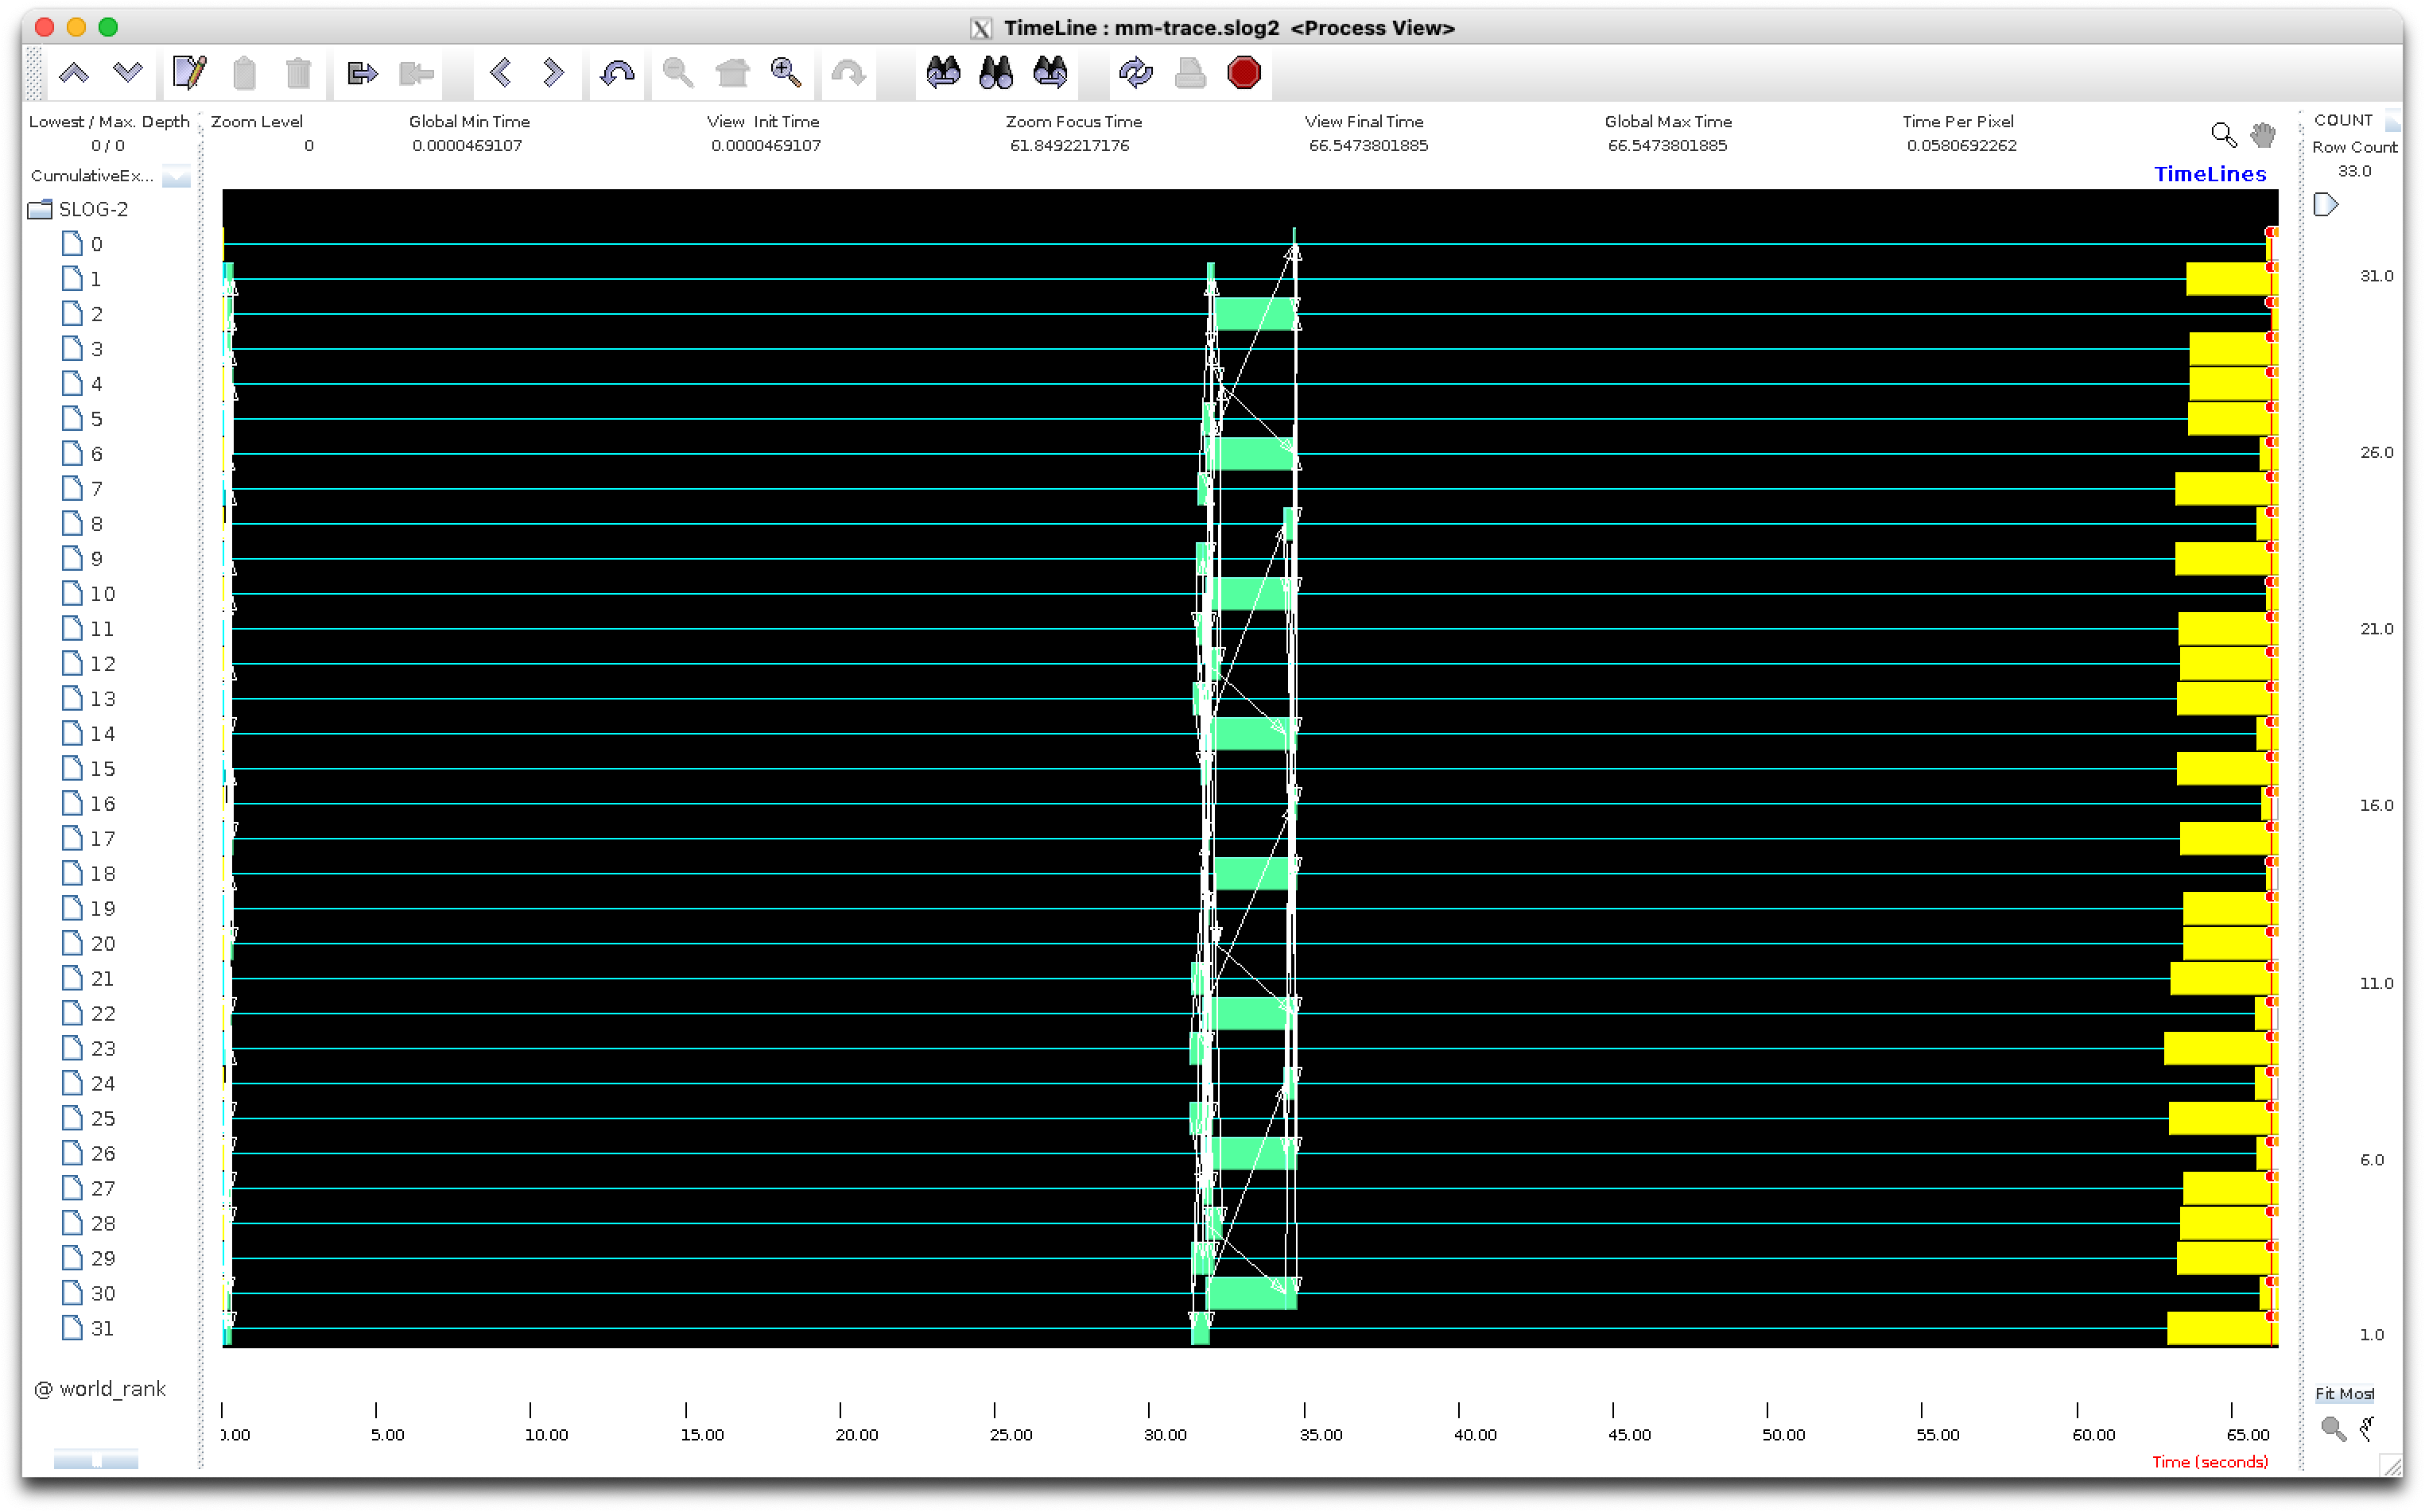 TimeLine : mm-trace.slog2 <Process View>
Lowest / Max. Depth
0 / 0
Zoom Level
0
Global Min Time
0.0000469107
View Init Time
0.0000469107
Zoom Focus Time
61.8492217176
View Final Time
66.5473801885
Global Max Time
66.5473801885
Time Per Pixel
0.0580692262
COUNT
Row Count
33.0
CumulativeEx...
TimeLines
SLOG-2
0
1
2
3
4
5
6
7
8
9
10
11
12
13
14
15
16
17
18
19
20
21
22
23
24
25
26
27
28
29
30
31
@ world_rank
31.0
26.0
21.0
16.0
11.0
6.0
1.0
Fit Most
0.00 5.00 10.00 15.00 20.00 25.00 30.00 35.00 40.00 45.00 50.00 55.00 60.00 65.00
Time (seconds)